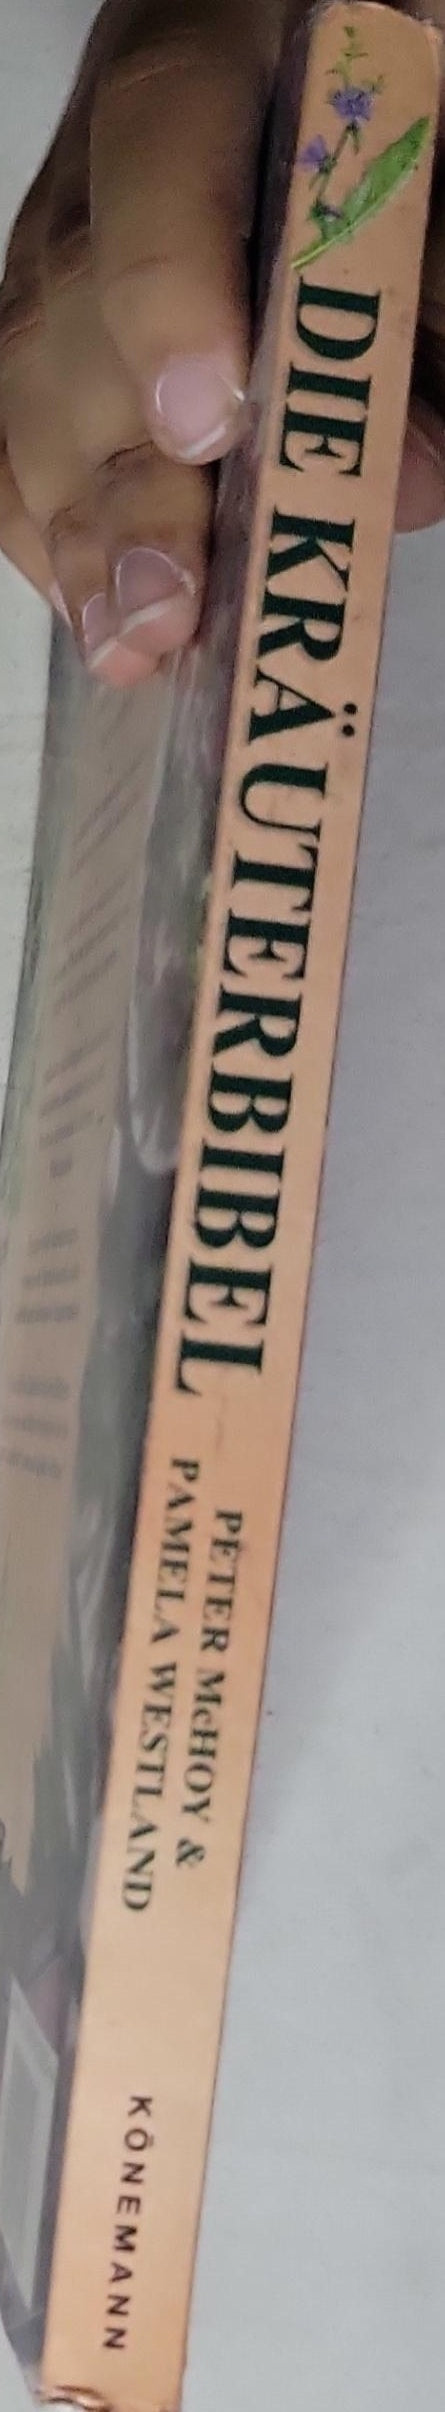 DIE KRÄUTERBIBEL
PETER McHOY &
PAMELA WESTLAND
KÖNEMANN